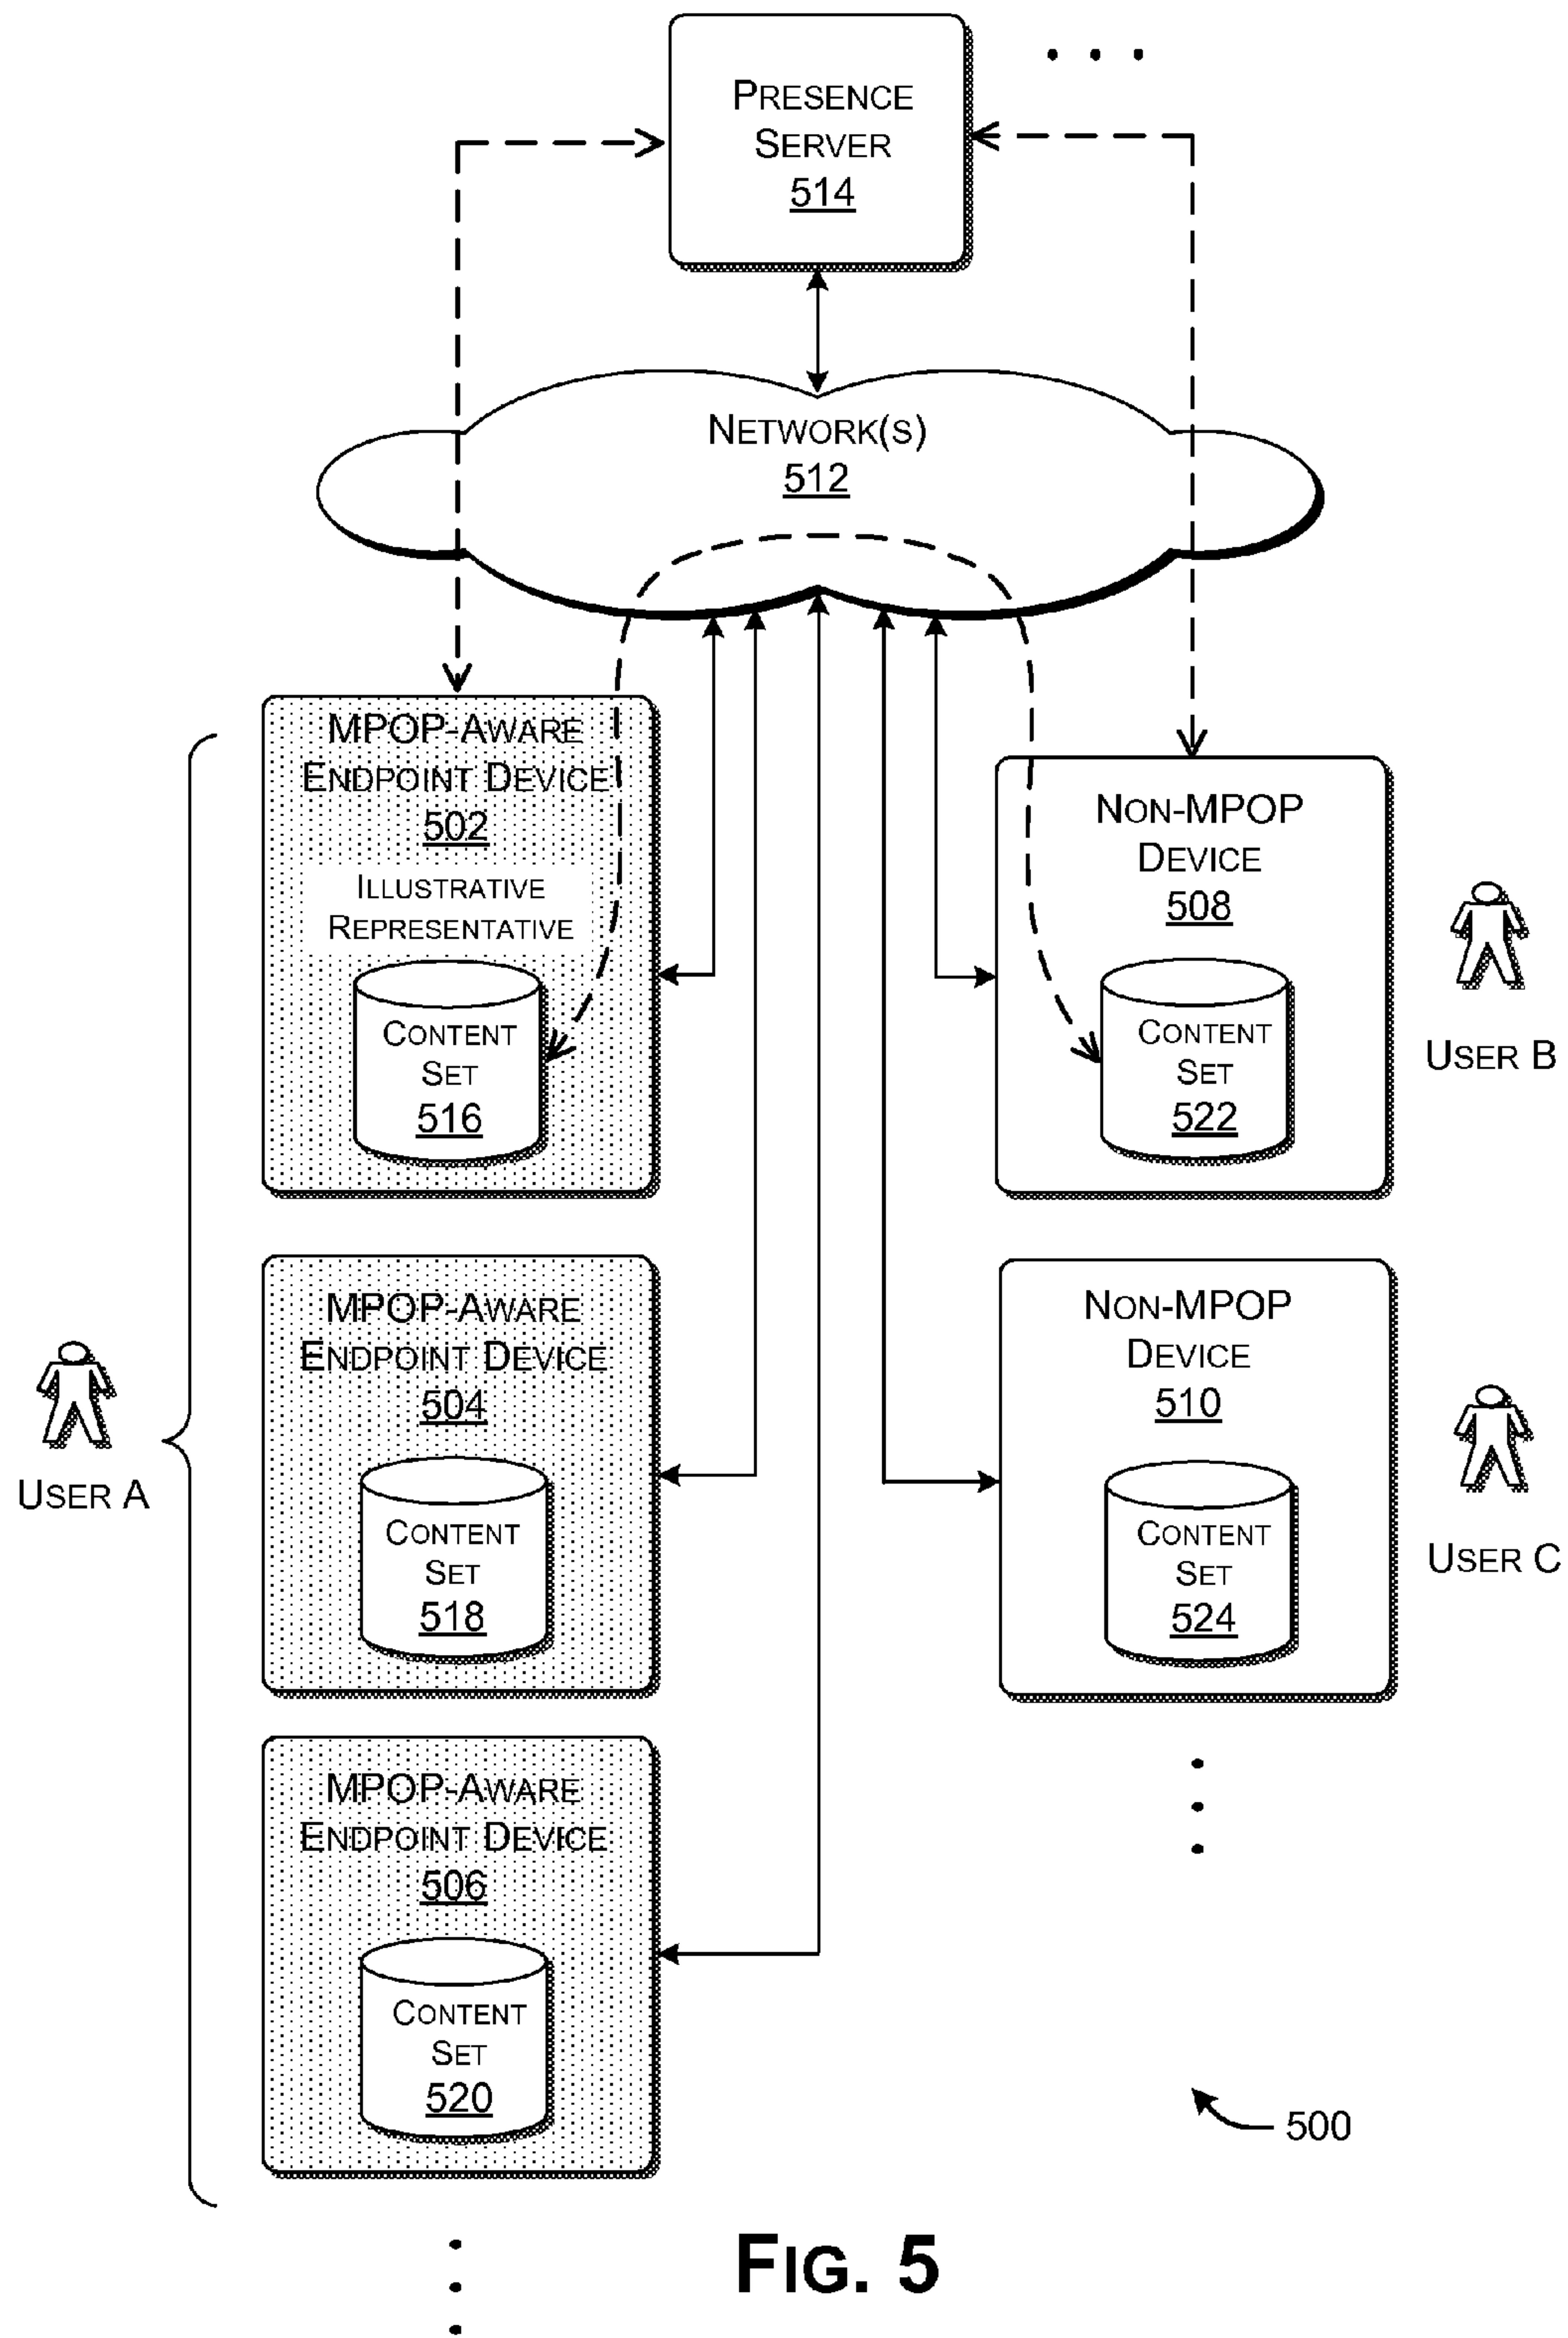 PRESENCE
SERVER
514
NETWORK(S)
512
MPOP-AWARE
ENDPOINT DEVICE
502
ILLUSTRATIVE
REPRESENTATIVE
CONTENT
SET
516
NON-MPOP
DEVICE
508
CONTENT
SET
522
USER B
MPOP-AWARE
ENDPOINT DEVICE
504
CONTENT
SET
518
USER A
NON-MPOP
DEVICE
510
CONTENT
SET
524
USER C
MPOP-AWARE
ENDPOINT DEVICE
506
CONTENT
SET
520
500
FIG. 5